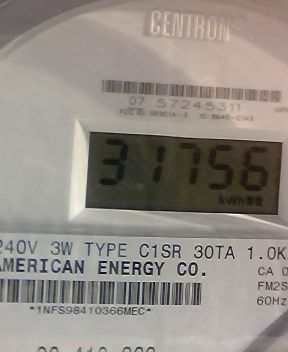 CENTRON
07 57245311
31756
kWh
240V 3W TYPE C1SR 30TA 1.0K
AMERICAN ENERGY CO.
CA 0
FM2S
60Hz
*1NFS98410366MEC*